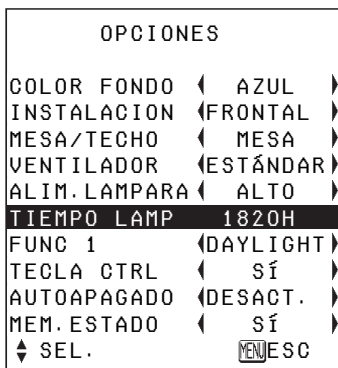 OPCIONES
COLOR FONDO AZUL
INSTALACION FRONTAL
MESA/TECHO MESA
VENTILADOR ESTÁNDAR
ALIM.LAMPARA ALTO
TIEMPO LAMP 1820H
FUNC 1 DAYLIGHT
TECLA CTRL SÍ
AUTOAPAGADO DESACT.
MEM.ESTADO SÍ
SEL. MENU ESC